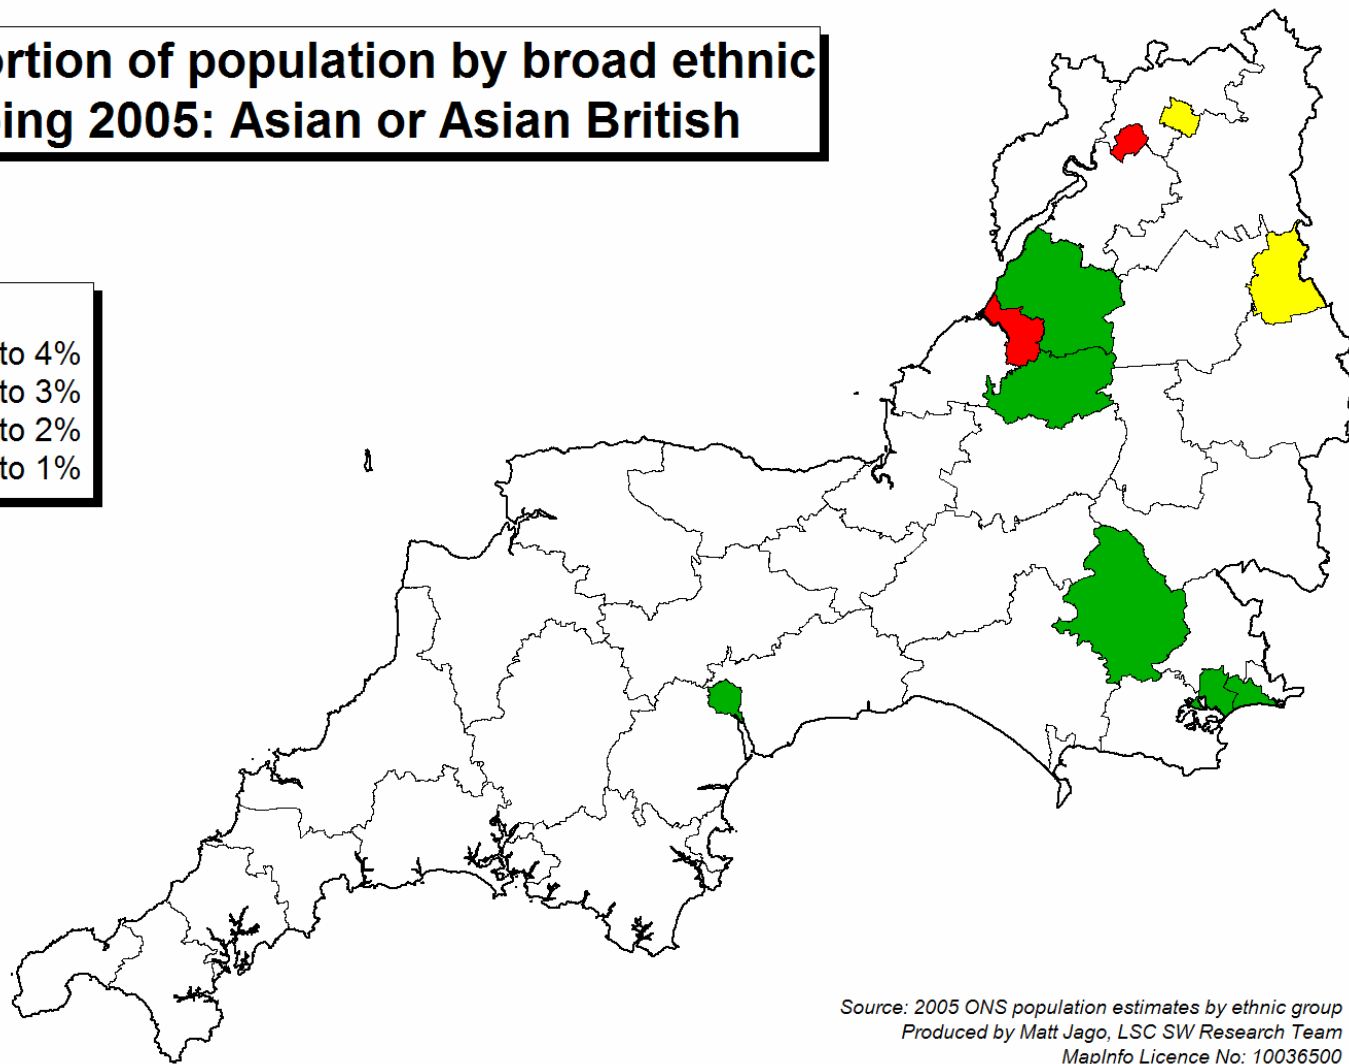 rtion of population by broad ethnic
ing 2005: Asian or Asian British
to 4%
to 3%
to 2%
to 1%
Source: 2005 ONS population estimates by ethnic group
Produced by Matt Jago, LSC SW Research Team
MapInfo Licence No: 10036500